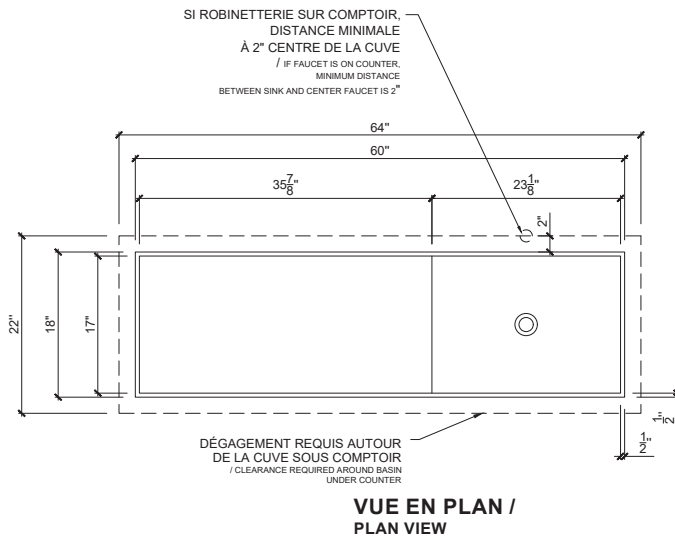 SI ROBINETTERIE SUR COMPTOIR,
DISTANCE MINIMALE
À 2" CENTRE DE LA CUVE
/ IF FAUCET IS ON COUNTER,
MINIMUM DISTANCE
BETWEEN SINK AND CENTER FAUCET IS 2"
64"
60"
35 7/8"
23 1/8"
2"
22"
18"
17"
1/2"
1/2"
DÉGAGEMENT REQUIS AUTOUR
DE LA CUVE SOUS COMPTOIR
/ CLEARANCE REQUIRED AROUND BASIN
UNDER COUNTER
VUE EN PLAN /
PLAN VIEW